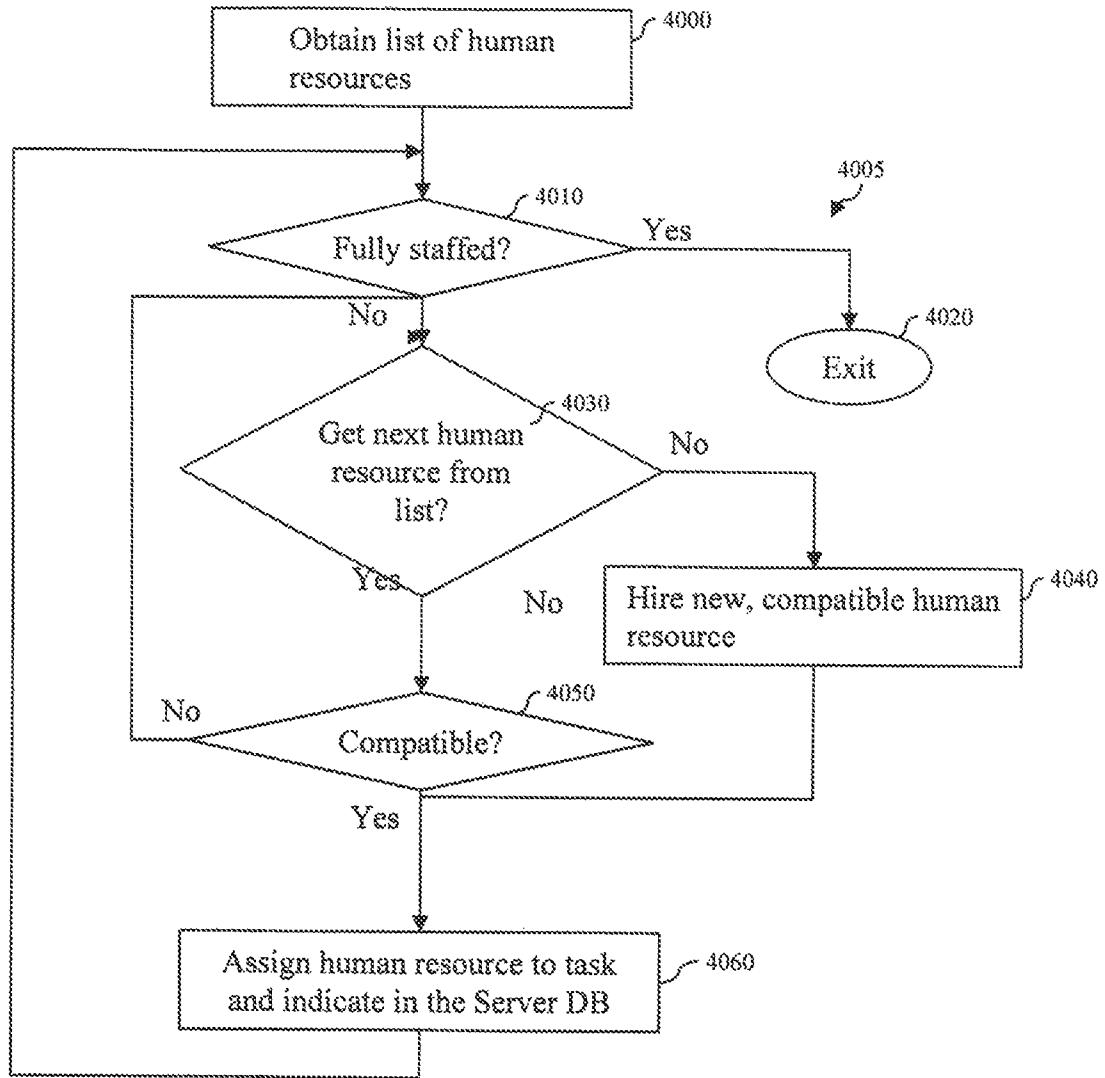 4000
Obtain list of human
resources
4005
4010
Fully staffed?
Yes
No
4020
Exit
4030
Get next human
resource from
list?
No
Yes
No
4040
Hire new, compatible human
resource
4050
No
Compatible?
Yes
4060
Assign human resource to task
and indicate in the Server DB